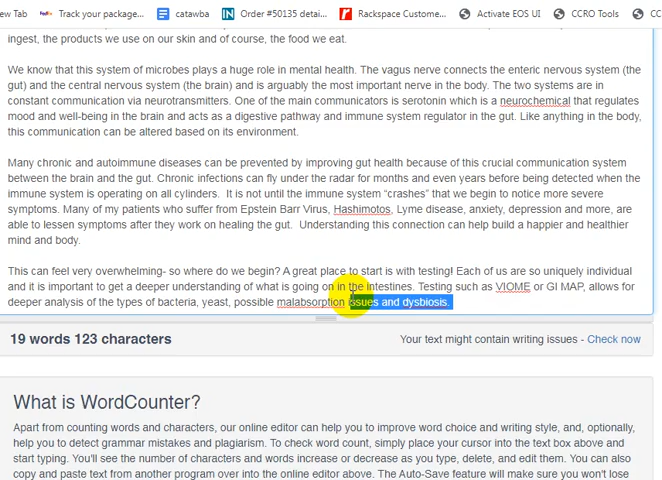 ew Tab FedEx Track your package... catawba IN Order #50135 detai... Rackspace Custome... Activate EOS UI CCRO Tools CC
ingest, the products we use on our skin and of course, the food we eat.
We know that this system of microbes plays a huge role in mental health. The vagus nerve connects the enteric nervous system (the
gut) and the central nervous system (the brain) and is arguably the most important nerve in the body. The two systems are in
constant communication via neurotransmitters. One of the main communicators is serotonin which is a neurochemical that regulates
mood and well-being in the brain and acts as a digestive pathway and immune system regulator in the gut. Like anything in the body,
this communication can be altered based on its environment.
Many chronic and autoimmune diseases can be prevented by improving gut health because of this crucial communication system
between the brain and the gut. Chronic infections can fly under the radar for months and even years before being detected when the
immune system is operating on all cylinders. It is not until the immune system “crashes” that we begin to notice more severe
symptoms. Many of my patients who suffer from Epstein Barr Virus, Hashimotos, Lyme disease, anxiety, depression and more, are
able to lessen symptoms after they work on healing the gut. Understanding this connection can help build a happier and healthier
mind and body.
This can feel very overwhelming- so where do we begin? A great place to start is with testing! Each of us are so uniquely individual
and it is important to get a deeper understanding of what is going on in the intestines. Testing such as VIOME or GI MAP, allows for
deeper analysis of the types of bacteria, yeast, possible malabsorption issues and dysbiosis.
19 words 123 characters Your text might contain writing issues - Check now
What is WordCounter?
Apart from counting words and characters, our online editor can help you to improve word choice and writing style, and, optionally,
help you to detect grammar mistakes and plagiarism. To check word count, simply place your cursor into the text box above and
start typing. You'll see the number of characters and words increase or decrease as you type, delete, and edit them. You can also
copy and paste text from another program over into the online editor above. The Auto-Save feature will make sure you won't lose